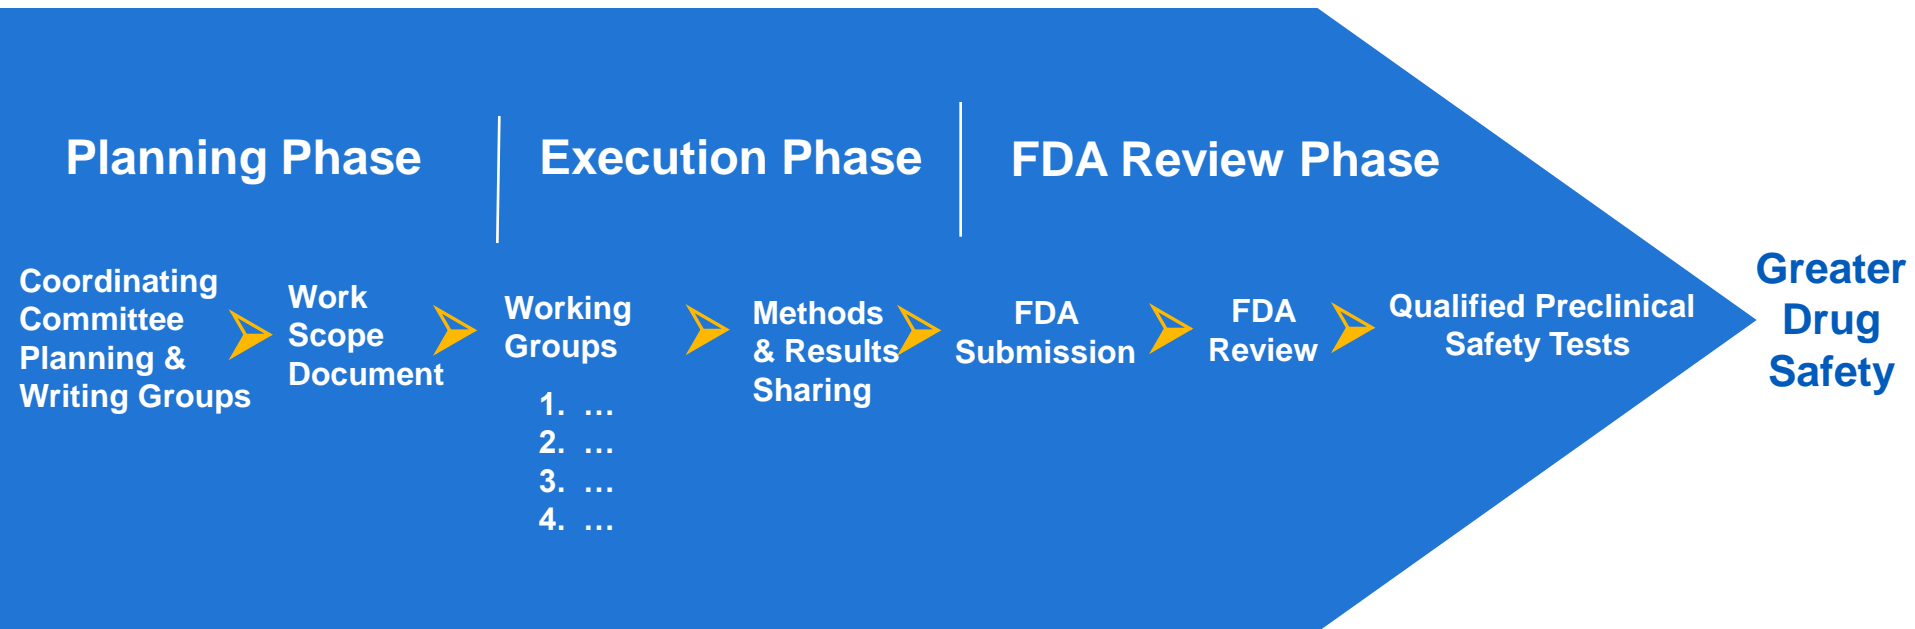 Planning Phase
Execution Phase
FDA Review Phase
Coordinating
Committee
Planning &
Writing Groups
Work
Scope
Document
Working
Groups
1. …
2. …
3. …
4. …
Methods
& Results
Sharing
FDA
Submission
FDA
Review
Qualified Preclinical
Safety Tests
Greater
Drug
Safety